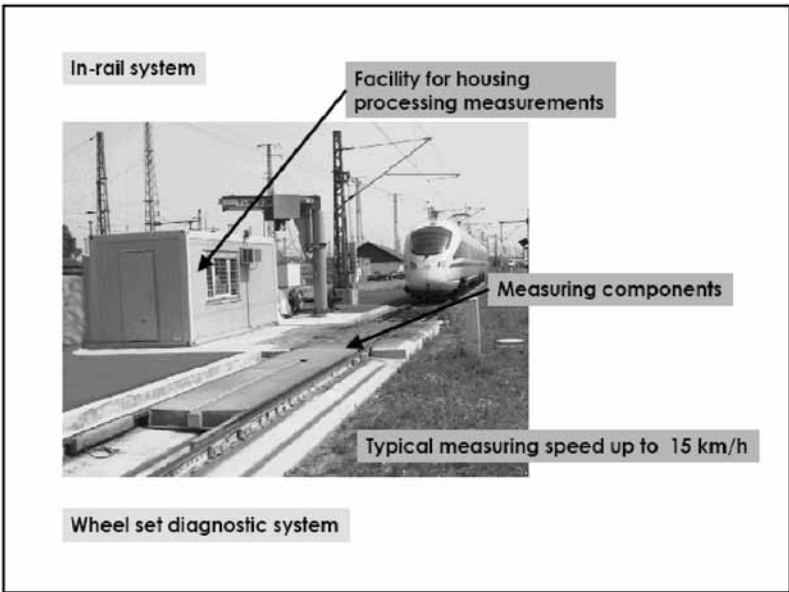 In-rail system
Facility for housing
processing measurements
Measuring components
Typical measuring speed up to 15 km/h
Wheel set diagnostic system